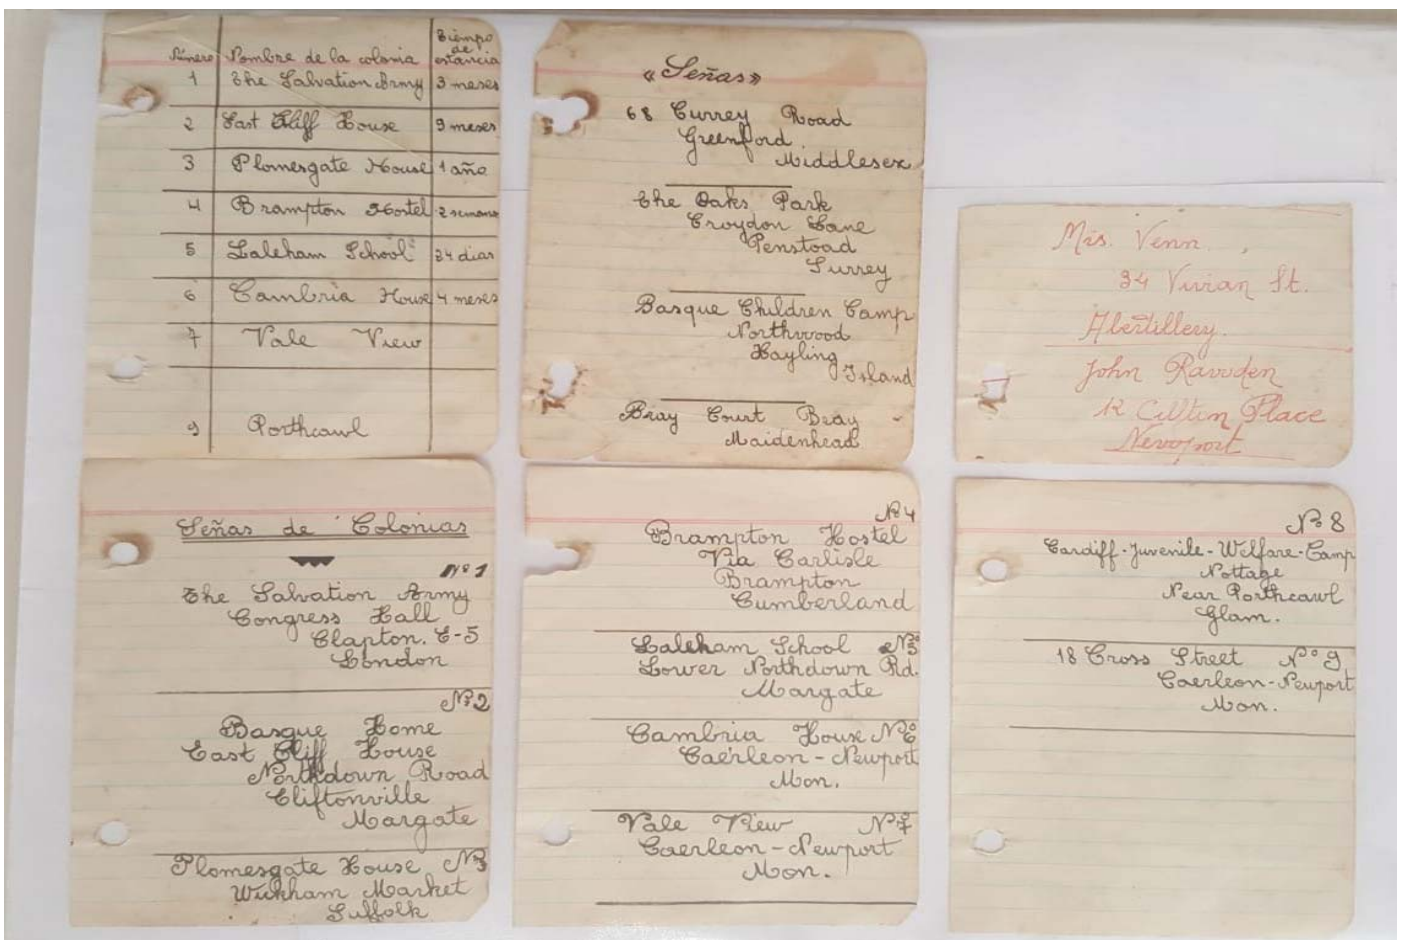 Número Nombre de la colonia Tiempo de estancia
1 The Salvation Army 3 meses
2 East Cliff House 9 meses
3 Plomesgate House 1 año
4 Brampton Hostel 2 semanas
5 Laleham School 34 dias
6 Cambria House 4 meses
7 Vale View
9 Porthcawl
«Señas»
68 Currey Road
Greenford
Middlesex
The Oaks Park
Croydon Lane
Penstoad
Surrey
Basque Children Camp
Northwood
Hayling
Island
Bray Court Bray -
Maidenhead
Mis. Venn.,
34 Vivian St.
Abertillery.
John Ravuden
12 Place
Newport
Señas de Colonias
Nº 1
The Salvation Army
Congress Hall
Clapton. E-5
London
Nº 2
Basque Home
East Cliff House
Northdown Road
Cliftonville
Margate
Plomesgate House Nº 3
Wickham Market
Suffolk
Nº 4
Brampton Hostel
Via Carlisle
Brampton
Cumberland
Laleham School Nº 5
Lower Northdown Rd.
Margate
Cambria House Nº 6
Caerleon - Newport
Mon.
Vale View Nº 7
Caerleon - Newport
Mon.
Nº 8
Cardiff-Juvenile-Welfare-Camp
Nottage
Near Porthcawl
Glam.
18 Cross Street Nº 9
Caerleon-Newport
Mon.